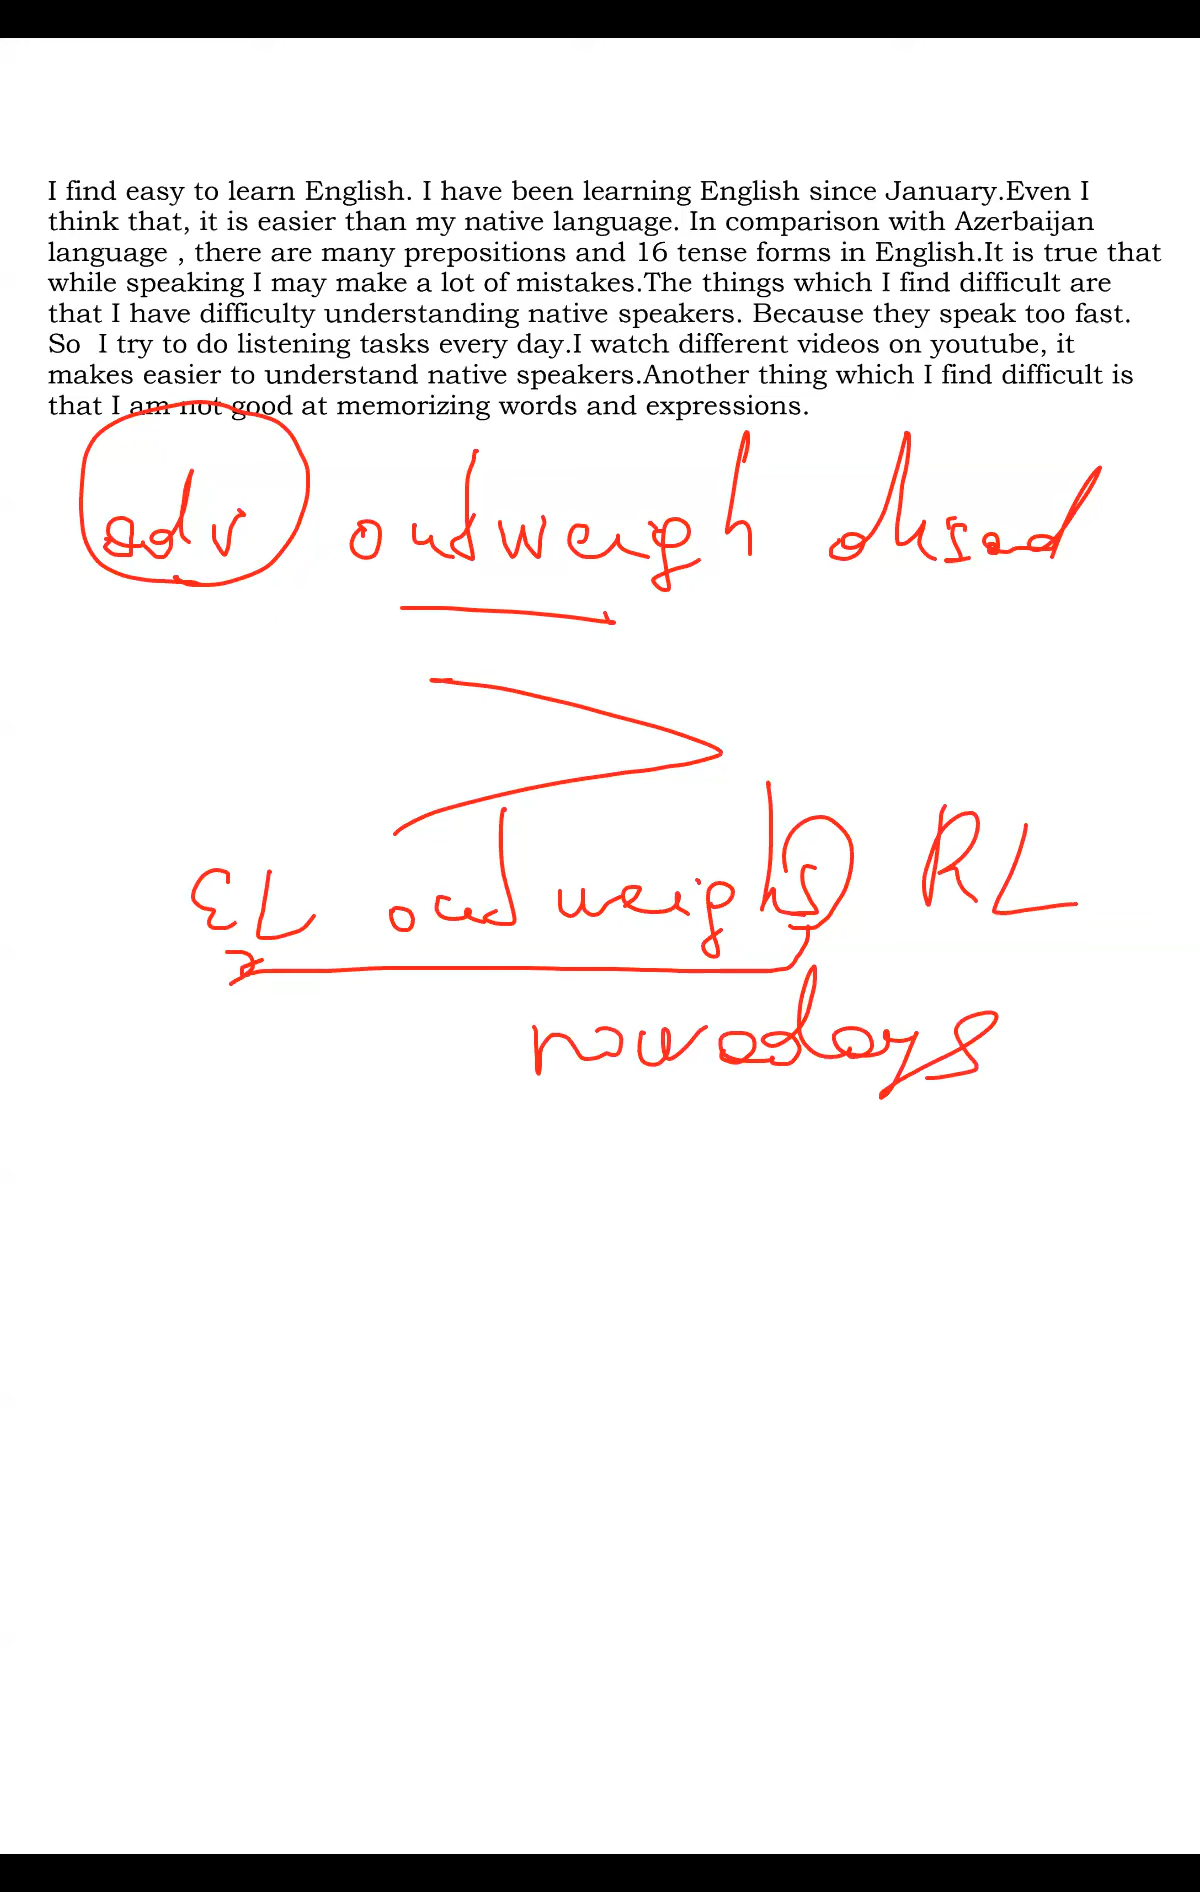 I find easy to learn English. I have been learning English since January.Even I
think that, it is easier than my native language. In comparison with Azerbaijan
language , there are many prepositions and 16 tense forms in English.It is true that
while speaking I may make a lot of mistakes.The things which I find difficult are
that I have difficulty understanding native speakers. Because they speak too fast.
So  I try to do listening tasks every day.I watch different videos on youtube, it
makes easier to understand native speakers.Another thing which I find difficult is
that I am not good at memorizing words and expressions.
adv outweigh disad
EL outweighs RL
nowadays